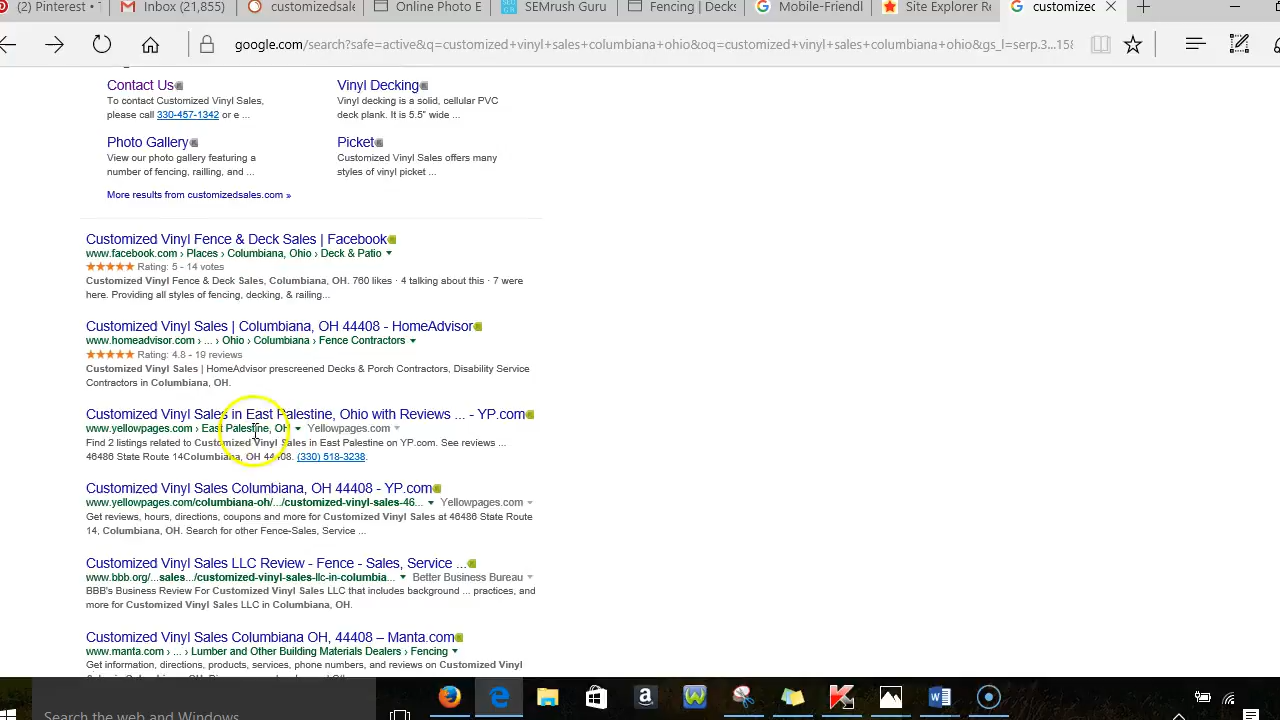 (2) Pinterest •
Inbox (21,855)
customizedsale
Online Photo E
SEMrush Guru
Fencing | Decks
Mobile-Friendl
Site Explorer Re
customized
google.com/search?safe=active&q=customized+vinyl+sales+columbiana+ohio&oq=customized+vinyl+sales+columbiana+ohio&gs_l=serp.3...158
Contact Us
To contact Customized Vinyl Sales,
please call 330-457-1342 or e ...
Vinyl Decking
Vinyl decking is a solid, cellular PVC
deck plank. It is 5.5" wide ...
Photo Gallery
View our photo gallery featuring a
number of fencing, railling, and ...
Picket
Customized Vinyl Sales offers many
styles of vinyl picket ...
More results from customizedsales.com »
Customized Vinyl Fence & Deck Sales | Facebook
www.facebook.com › Places › Columbiana, Ohio › Deck & Patio
Rating: 5 - 14 votes
Customized Vinyl Fence & Deck Sales, Columbiana, OH. 760 likes · 4 talking about this · 7 were
here. Providing all styles of fencing, decking, & railing...
Customized Vinyl Sales | Columbiana, OH 44408 - HomeAdvisor
www.homeadvisor.com › ... › Ohio › Columbiana › Fence Contractors
Rating: 4.8 - 19 reviews
Customized Vinyl Sales | HomeAdvisor prescreened Decks & Porch Contractors, Disability Service
Contractors in Columbiana, OH.
Customized Vinyl Sales in East Palestine, Ohio with Reviews ... - YP.com
www.yellowpages.com › East Palestine, OH Yellowpages.com
Find 2 listings related to Customized Vinyl Sales in East Palestine on YP.com. See reviews ...
46486 State Route 14Columbiana, OH 44408. (330) 518-3238.
Customized Vinyl Sales Columbiana, OH 44408 - YP.com
www.yellowpages.com/columbiana-oh/.../customized-vinyl-sales-46... Yellowpages.com
Get reviews, hours, directions, coupons and more for Customized Vinyl Sales at 46486 State Route
14, Columbiana, OH. Search for other Fence-Sales, Service ...
Customized Vinyl Sales LLC Review - Fence - Sales, Service ...
www.bbb.org/...sales.../customized-vinyl-sales-llc-in-columbia... Better Business Bureau
BBB's Business Review For Customized Vinyl Sales LLC that includes background ... practices, and
more for Customized Vinyl Sales LLC in Columbiana, OH.
Customized Vinyl Sales Columbiana OH, 44408 – Manta.com
www.manta.com › ... › Lumber and Other Building Materials Dealers › Fencing
Get information, directions, products, services, phone numbers, and reviews on Customized Vinyl
Search the web and Windows